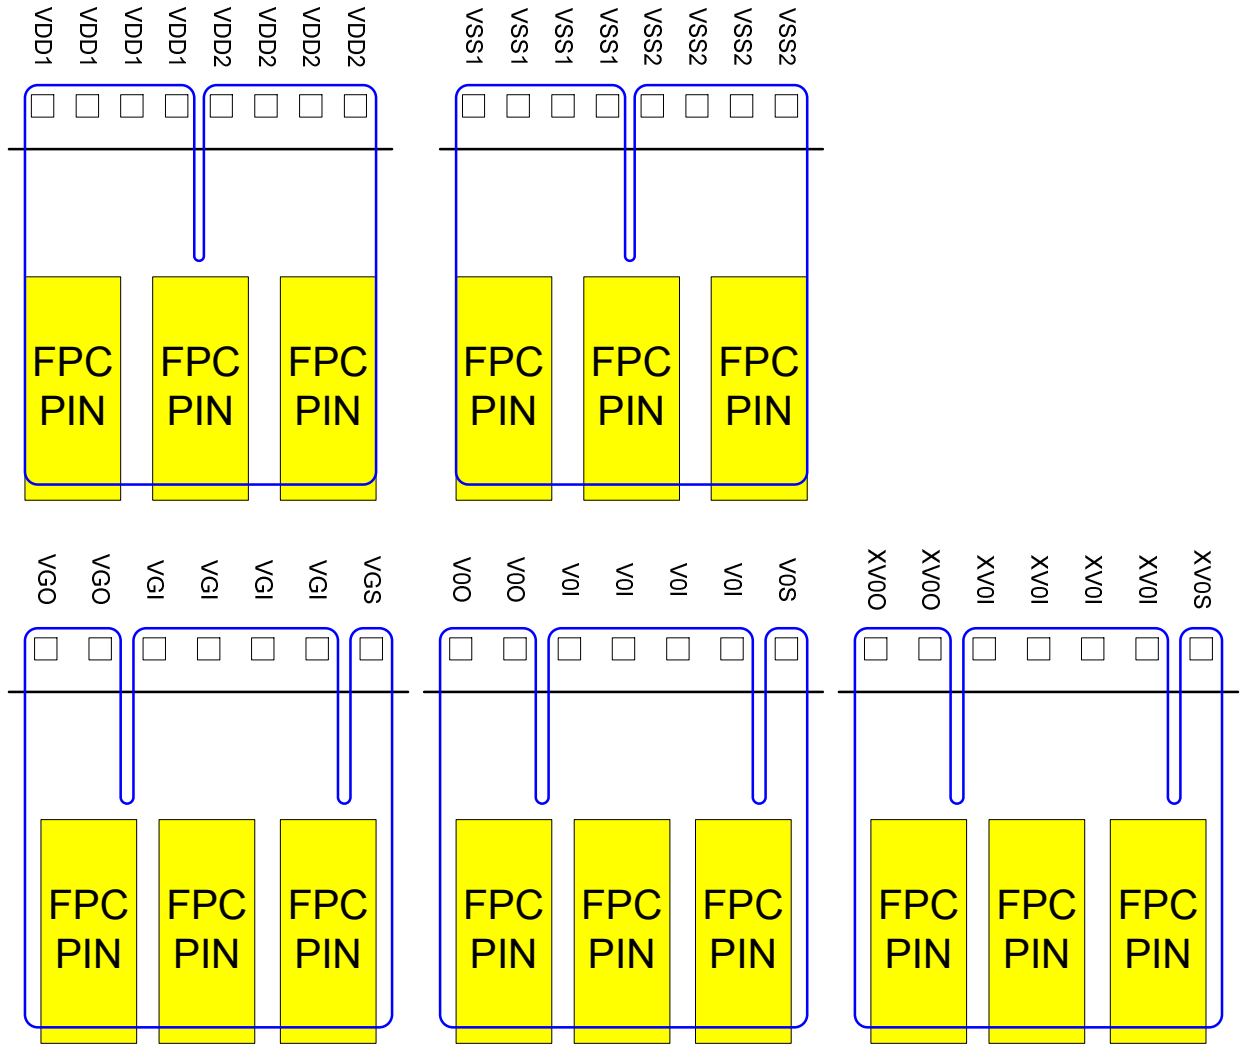 VDD1 VDD1 VDD1 VDD1 VDD2 VDD2 VDD2 VDD2
VSS1 VSS1 VSS1 VSS1 VSS2 VSS2 VSS2 VSS2
FPC PIN
FPC PIN
FPC PIN
FPC PIN
FPC PIN
FPC PIN
VGO VGO VGI VGI VGI VGI VGS
V0O V0O V0I V0I V0I V0I V0S
XV0O XV0O XV0I XV0I XV0I XV0I XV0S
FPC PIN
FPC PIN
FPC PIN
FPC PIN
FPC PIN
FPC PIN
FPC PIN
FPC PIN
FPC PIN